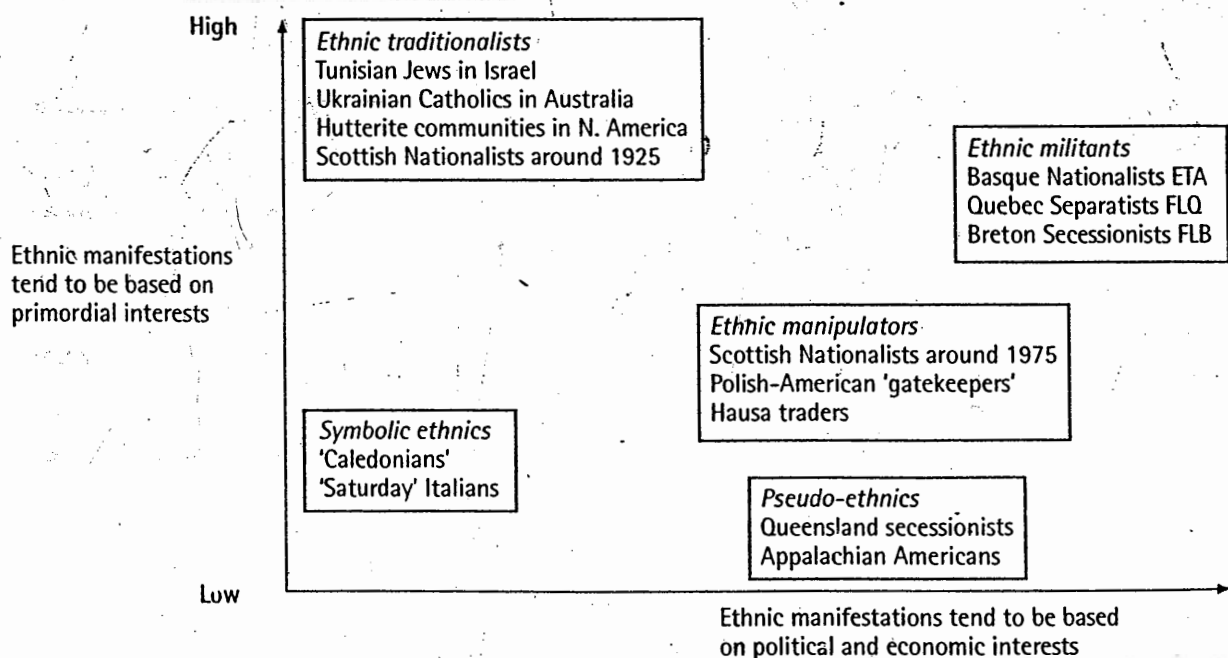 High
Ethnic traditionalists
Tunisian Jews in Israel
Ukrainian Catholics in Australia
Hutterite communities in N. America
Scottish Nationalists around 1925
Ethnic militants
Basque Nationalists ETA
Quebec Separatists FLQ
Breton Secessionists FLB
Ethnic manifestations
tend to be based on
primordial interests
Ethnic manipulators
Scottish Nationalists around 1975
Polish-American 'gatekeepers'
Hausa traders
Symbolic ethnics
'Caledonians'
'Saturday' Italians
Pseudo-ethnics
Queensland secessionists
Appalachian Americans
Low
Ethnic manifestations tend to be based
on political and economic interests